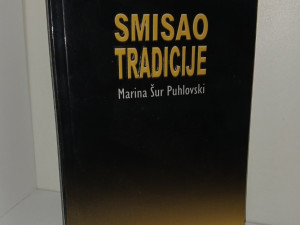 SMISAO
TRADICIJE
Marina Šur Puhlovski